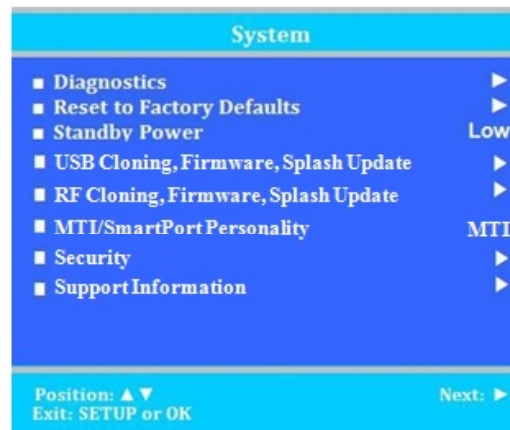 System
■ Diagnostics ▶
■ Reset to Factory Defaults ▶
■ Standby Power Low
■ USB Cloning, Firmware, Splash Update ▶
■ RF Cloning, Firmware, Splash Update ▶
■ MTI/SmartPort Personality MTI
■ Security ▶
■ Support Information ▶
Position: ▲ ▼ Next: ▶
Exit: SETUP or OK